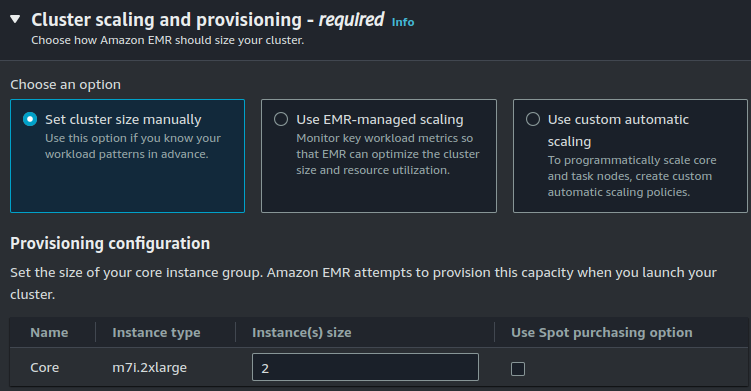 Cluster scaling and provisioning - required Info
Choose how Amazon EMR should size your cluster.
Choose an option
Set cluster size manually
Use this option if you know your
workload patterns in advance.
Use EMR-managed scaling
Monitor key workload metrics so
that EMR can optimize the cluster
size and resource utilization.
Use custom automatic
scaling
To programmatically scale core
and task nodes, create custom
automatic scaling policies.
Provisioning configuration
Set the size of your core instance group. Amazon EMR attempts to provision this capacity when you launch your
cluster.
Name Instance type Instance(s) size Use Spot purchasing option
Core m7i.2xlarge 2